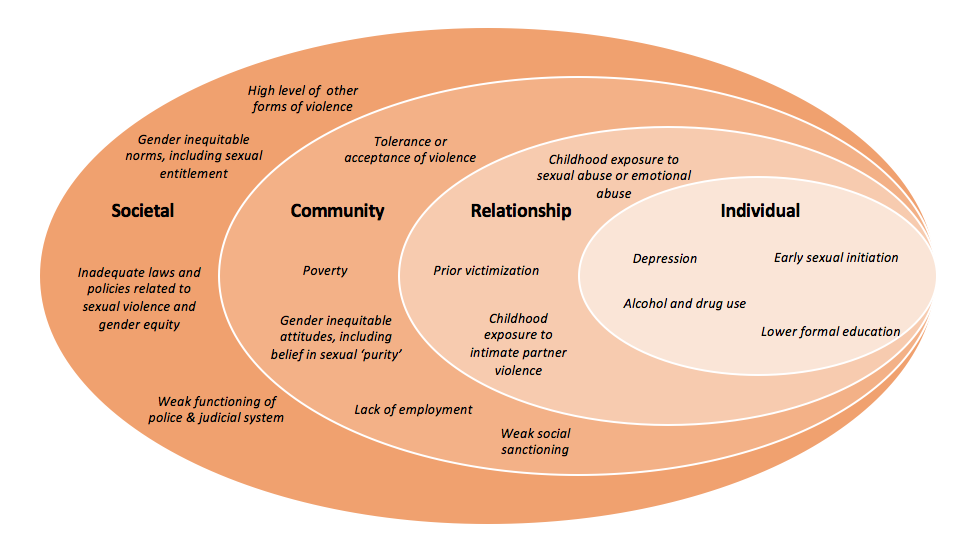 High level of other
forms of violence
Gender inequitable
norms, including sexual
entitlement
Societal
Inadequate laws and
policies related to
sexual violence and
gender equity
Weak functioning of
police & judicial system
Tolerance or
acceptance of violence
Community
Poverty
Gender inequitable
attitudes, including
belief in sexual ‘purity’
Lack of employment
Weak social
sanctioning
Childhood exposure to
sexual abuse or emotional
abuse
Relationship
Prior victimization
Childhood
exposure to
intimate partner
violence
Individual
Depression
Early sexual initiation
Alcohol and drug use
Lower formal education